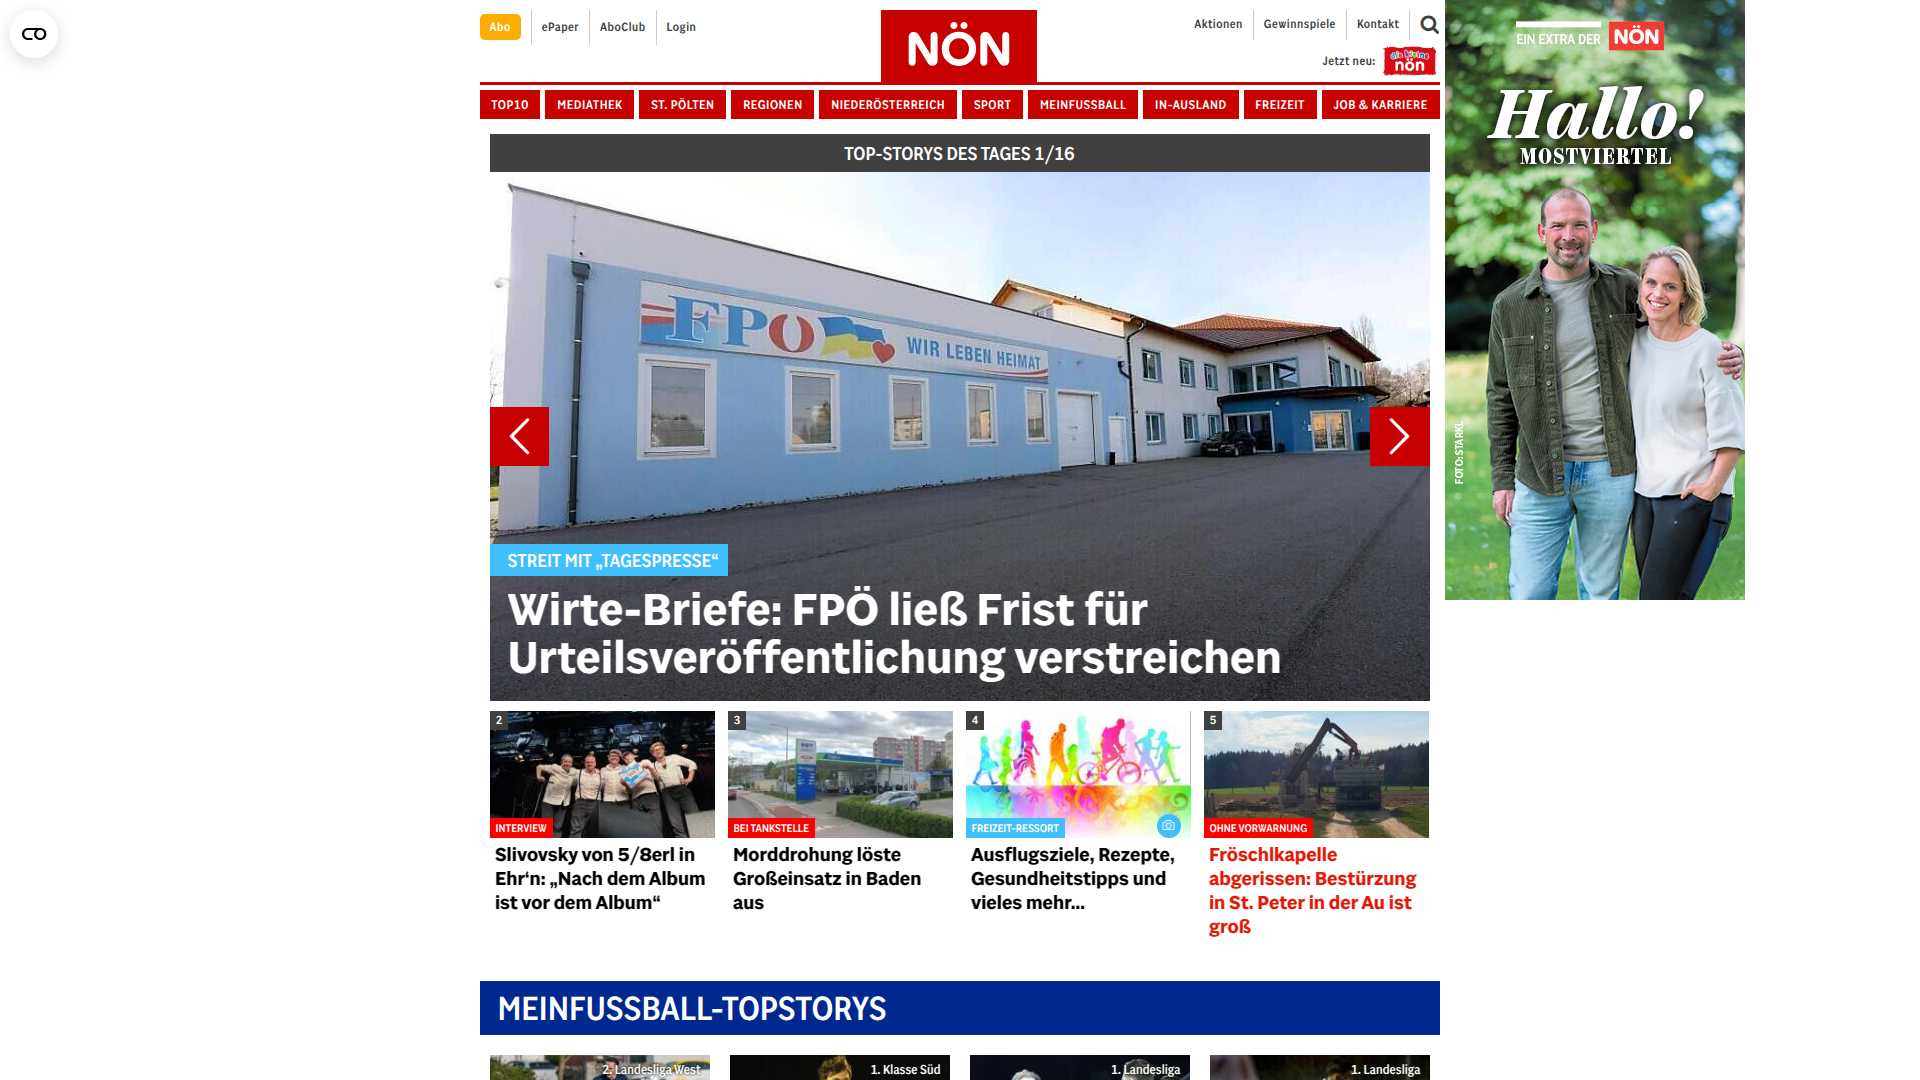 Abo
ePaper
AboClub
Login
NÖN
Aktionen
Gewinnspiele
Kontakt
Jetzt neu:
die kleine
nön
TOP10
MEDIATHEK
ST. PÖLTEN
REGIONEN
NIEDERÖSTERREICH
SPORT
MEINFUSSBALL
IN-AUSLAND
FREIZEIT
JOB & KARRIERE
EIN EXTRA DER NÖN
Hallo!
MOSTVIERTEL
FOTO: STARKL
TOP-STORYS DES TAGES 1/16
FPÖ WIR LEBEN HEIMAT
STREIT MIT „TAGESPRESSE“
Wirte-Briefe: FPÖ ließ Frist für
Urteilsveröffentlichung verstreichen
2
INTERVIEW
Slivovsky von 5/8erl in
Ehr‘n: „Nach dem Album
ist vor dem Album“
3
BEI TANKSTELLE
Morddrohung löste
Großeinsatz in Baden
aus
4
FREIZEIT-RESSORT
Ausflugsziele, Rezepte,
Gesundheitstipps und
vieles mehr...
5
OHNE VORWARNUNG
Fröschlkapelle
abgerissen: Bestürzung
in St. Peter in der Au ist
groß
MEINFUSSBALL-TOPSTORYS
2. Landesliga West
1. Klasse Süd
1. Landesliga
1. Landesliga